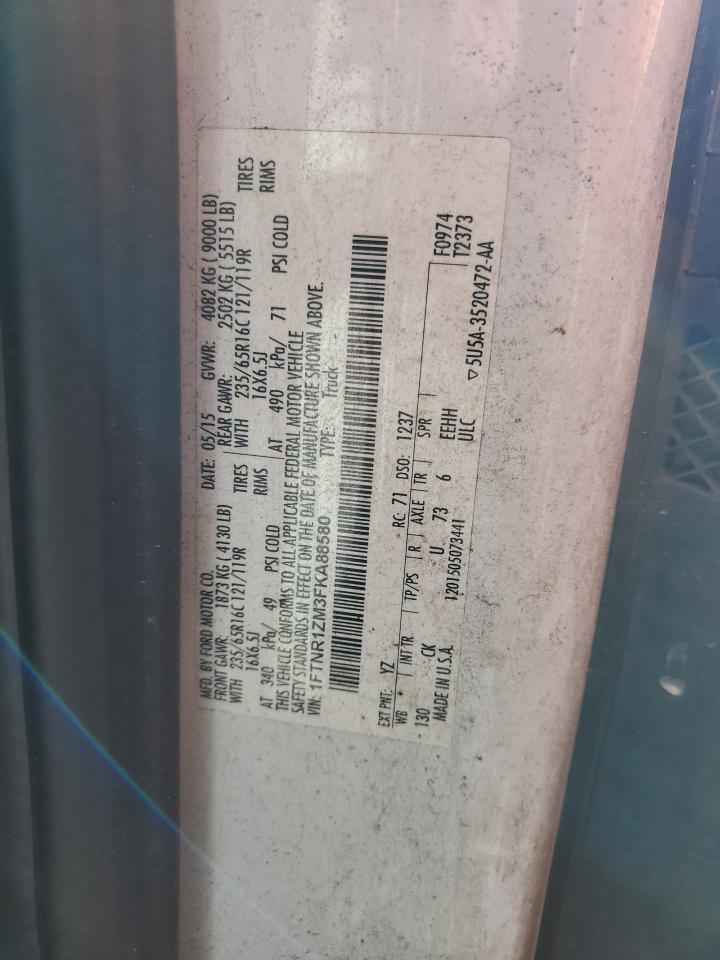 MFD. BY FORD MOTOR CO. DATE: 05/15 GVWR: 4082 KG ( 9000 LB)
FRONT GAWR: 1873 KG ( 4130 LB) REAR GAWR: 2502 KG ( 5515 LB)
WITH 235/65R16C 121/119R TIRES WITH 235/65R16C 121/119R TIRES
16X6.5J RIMS 16X6.5J RIMS
AT 340 kPa/ 49 PSI COLD AT 490 kPa/ 71 PSI COLD
THIS VEHICLE CONFORMS TO ALL APPLICABLE FEDERAL MOTOR VEHICLE
SAFETY STANDARDS IN EFFECT ON THE DATE OF MANUFACTURE SHOWN ABOVE.
VIN: 1FTNR1ZM3FKA88580 TYPE: Truck
EXT PNT: YZ RC: 71 DSO: 1237 F0974
WB INT TR TP/PS R AXLE TR SPR T2373
130 CK U 73 6 EEHH
MADE IN U.S.A. 1201505073441 ULC
▽5U5A-3520472-AA